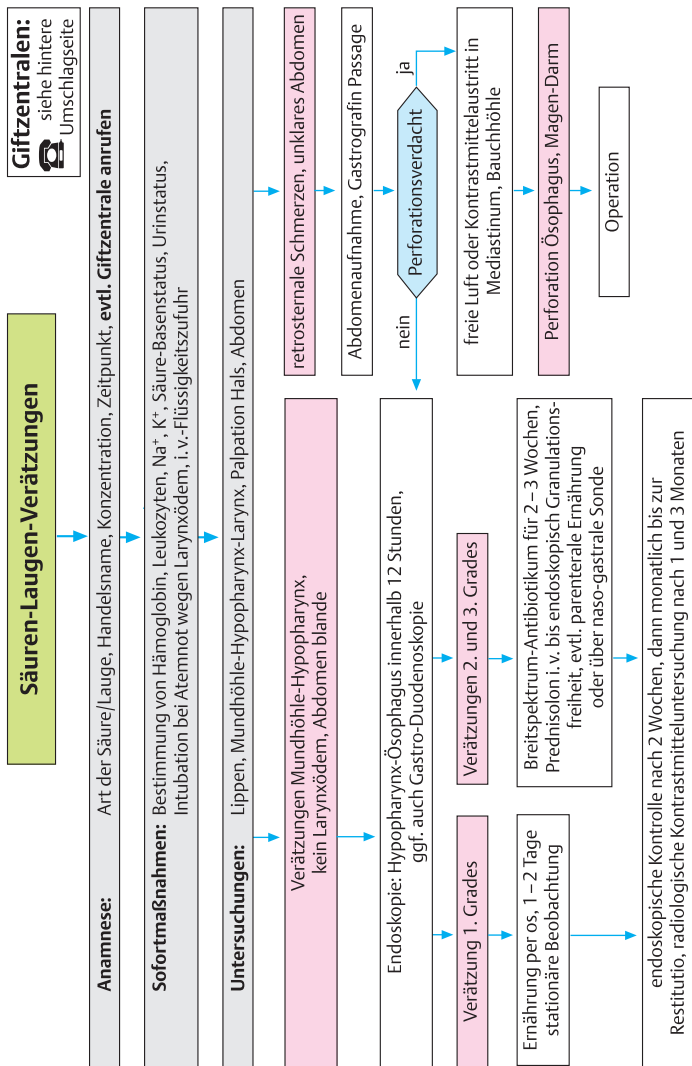 Säuren-Laugen-Verätzungen
Giftzentralen:
siehe hintere
Umschlagseite
Anamnese: Art der Säure/Lauge, Handelsname, Konzentration, Zeitpunkt, evtl. Giftzentrale anrufen
Sofortmaßnahmen: Bestimmung von Hämoglobin, Leukozyten, Na⁺, K⁺, Säure-Basenstatus, Urinstatus,
Intubation bei Atemnot wegen Larynxödem, i. v.-Flüssigkeitszufuhr
Untersuchungen: Lippen, Mundhöhle-Hypopharynx-Larynx, Palpation Hals, Abdomen
Verätzungen Mundhöhle-Hypopharynx,
kein Larynxödem, Abdomen blande
retrosternale Schmerzen, unklares Abdomen
Abdomenaufnahme, Gastrografin Passage
nein
Perforationsverdacht
ja
Endoskopie: Hypopharynx-Ösophagus innerhalb 12 Stunden,
ggf. auch Gastro-Duodenoskopie
freie Luft oder Kontrastmittelaustritt in
Mediastinum, Bauchhöhle
Verätzung 1. Grades
Verätzungen 2. und 3. Grades
Perforation Ösophagus, Magen-Darm
Ernährung per os, 1 – 2 Tage
stationäre Beobachtung
Breitspektrum-Antibiotikum für 2 – 3 Wochen,
Prednisolon i. v. bis endoskopisch Granulations-
freiheit, evtl. parenterale Ernährung
oder über naso-gastrale Sonde
Operation
endoskopische Kontrolle nach 2 Wochen, dann monatlich bis zur
Restitutio, radiologische Kontrastmitteluntersuchung nach 1 und 3 Monaten